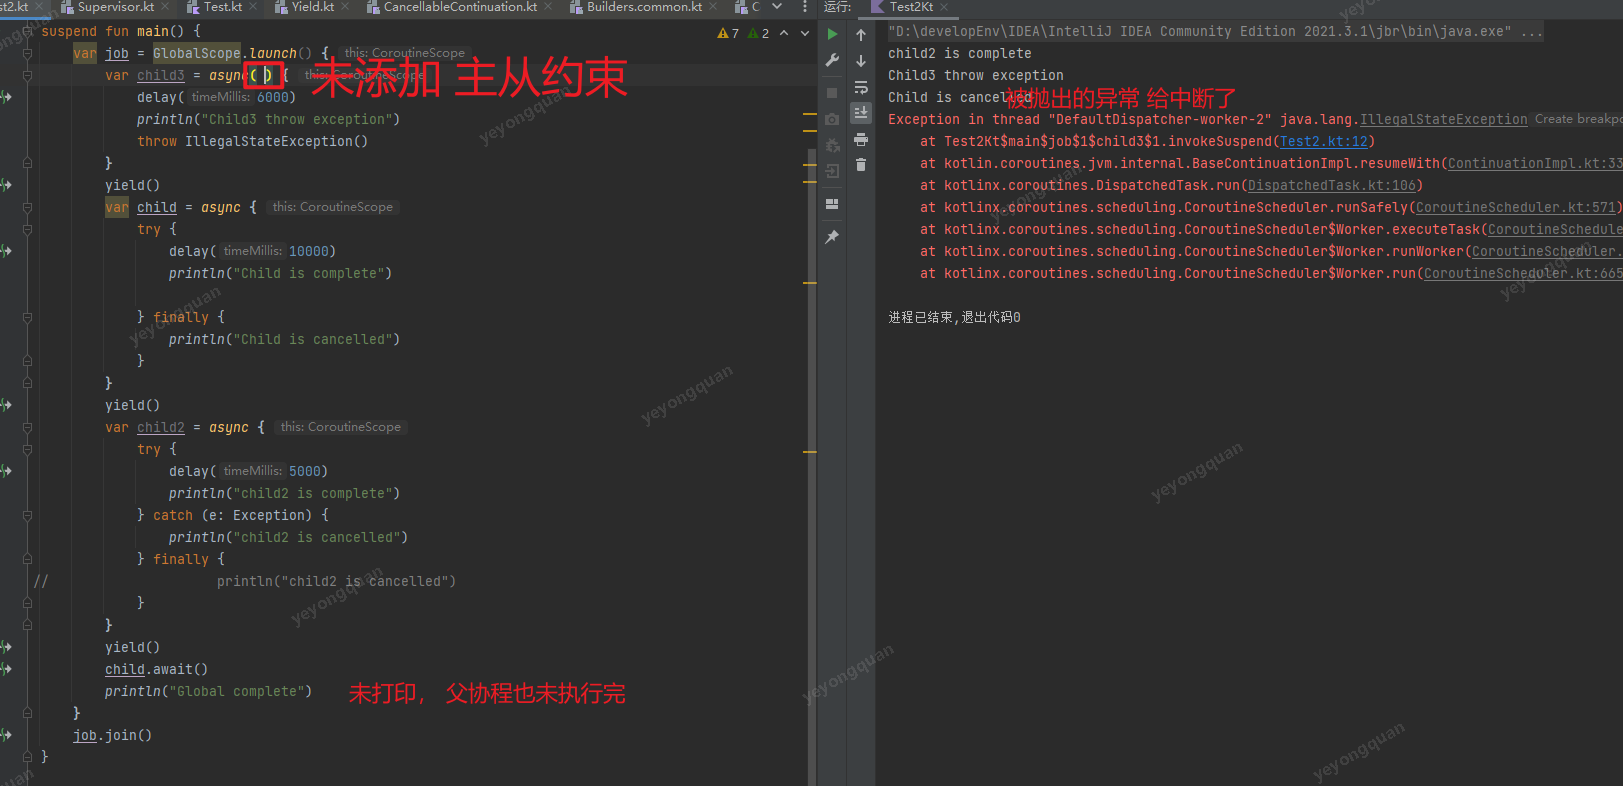 st2.kt Supervisor.kt Test.kt Yield.kt CancellableContinuation.kt Builders.common.kt C 运行: Test2Kt
suspend fun main() {
7 2
var job = GlobalScope.launch() { this: CoroutineScope
var child3 = async( ) { this: CoroutineScope
未添加 主从约束
delay( timeMillis: 6000)
println("Child3 throw exception")
throw IllegalStateException()
}
yield()
var child = async { this: CoroutineScope
try {
delay( timeMillis: 10000)
println("Child is complete")
} finally {
println("Child is cancelled")
}
}
yield()
var child2 = async { this: CoroutineScope
try {
delay( timeMillis: 5000)
println("child2 is complete")
} catch (e: Exception) {
println("child2 is cancelled")
} finally {
// println("child2 is cancelled")
}
}
yield()
child.await()
println("Global complete") 未打印， 父协程也未执行完
}
job.join()
}
"D:\developEnv\IDEA\IntelliJ IDEA Community Edition 2021.3.1\jbr\bin\java.exe" ...
child2 is complete
Child3 throw exception
Child is cancelled
被抛出的异常 给中断了
Exception in thread "DefaultDispatcher-worker-2" java.lang.IllegalStateException Create breakpo
at Test2Kt$main$job$1$child3$1.invokeSuspend(Test2.kt:12)
at kotlin.coroutines.jvm.internal.BaseContinuationImpl.resumeWith(ContinuationImpl.kt:33
at kotlinx.coroutines.DispatchedTask.run(DispatchedTask.kt:106)
at kotlinx.coroutines.scheduling.CoroutineScheduler.runSafely(CoroutineScheduler.kt:571)
at kotlinx.coroutines.scheduling.CoroutineScheduler$Worker.executeTask(CoroutineSchedule
at kotlinx.coroutines.scheduling.CoroutineScheduler$Worker.runWorker(CoroutineScheduler.
at kotlinx.coroutines.scheduling.CoroutineScheduler$Worker.run(CoroutineScheduler.kt:665
进程已结束,退出代码0
yeyongquan
yeyongquan
yeyongquan
yeyongquan
yeyongquan
yeyongquan
yeyongquan
yeyongquan
yeyongquan